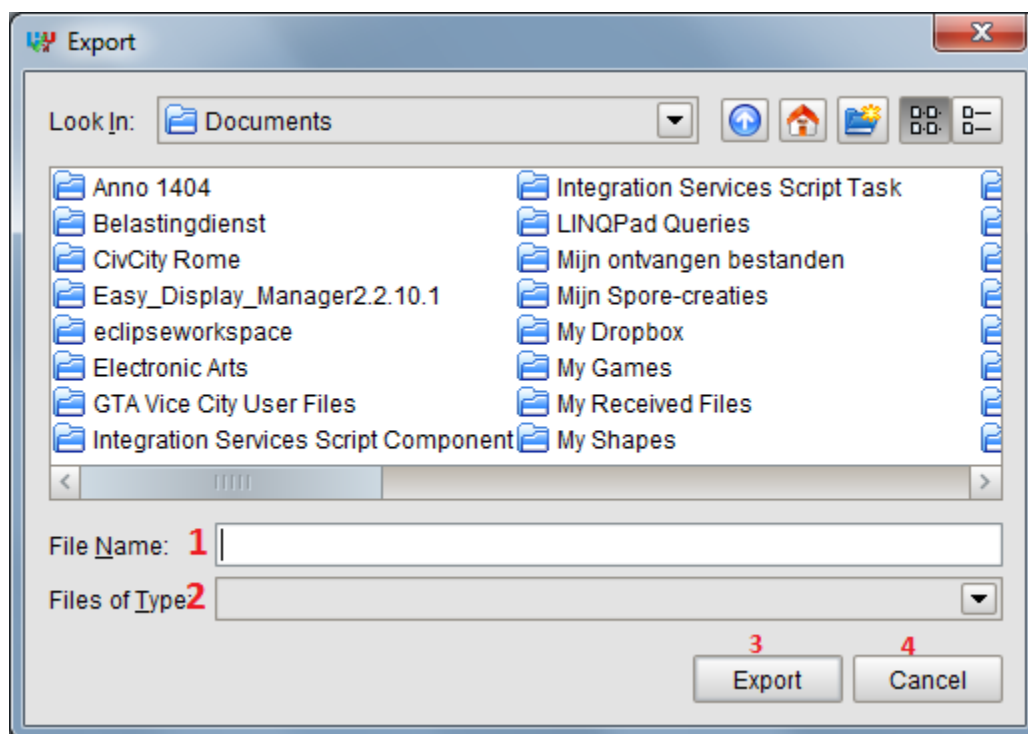 Export
Look In: Documents
Anno 1404
Integration Services Script Task
Belastingdienst
LINQPad Queries
CivCity Rome
Mijn ontvangen bestanden
Easy_Display_Manager2.2.10.1
Mijn Spore-creaties
eclipseworkspace
My Dropbox
Electronic Arts
My Games
GTA Vice City User Files
My Received Files
Integration Services Script Component
My Shapes
File Name: 1
Files of Type: 2
3 4
Export Cancel